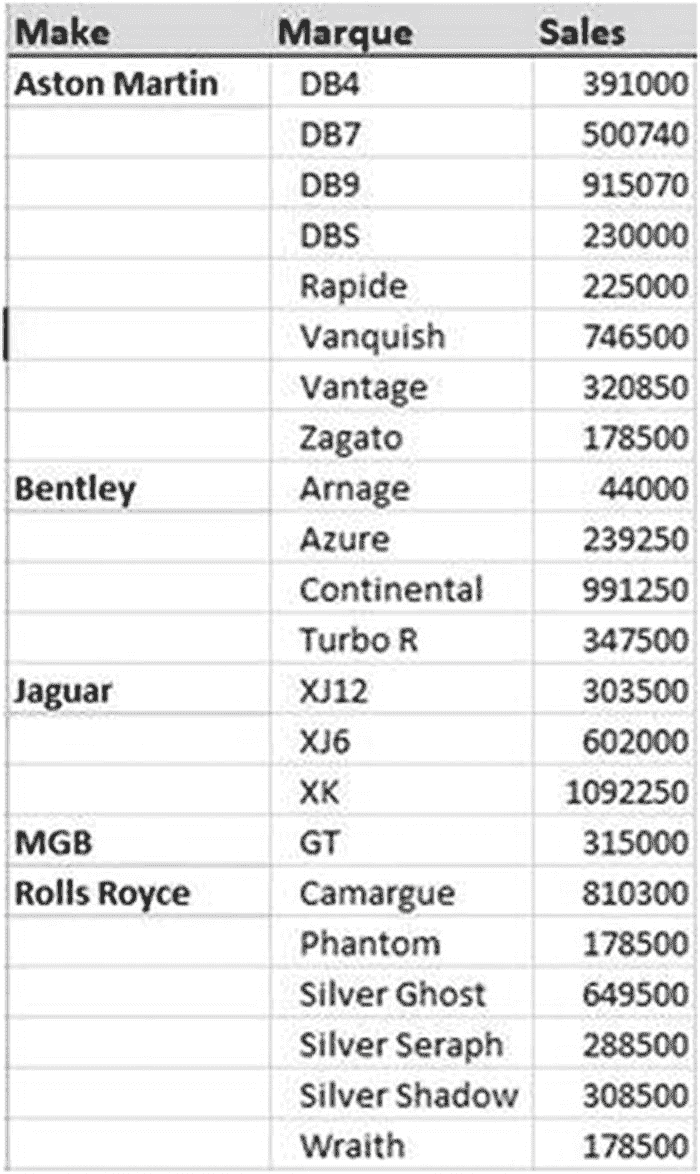 Make Marque Sales
Aston Martin DB4 391000
DB7 500740
DB9 915070
DBS 230000
Rapide 225000
Vanquish 746500
Vantage 320850
Zagato 178500
Bentley Arnage 44000
Azure 239250
Continental 991250
Turbo R 347500
Jaguar XJ12 303500
XJ6 602000
XK 1092250
MGB GT 315000
Rolls Royce Camargue 810300
Phantom 178500
Silver Ghost 649500
Silver Seraph 288500
Silver Shadow 308500
Wraith 178500